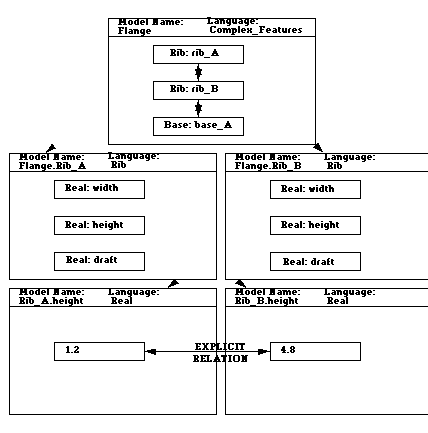 Model Name: Language:
Flange Complex_Features
Rib: rib_A
Rib: rib_B
Base: base_A
Model Name: Language:
Flange.Rib_A Rib
Real: width
Real: height
Real: draft
Model Name: Language:
Flange.Rib_B Rib
Real: width
Real: height
Real: draft
Model Name: Language:
Rib_A.height Real
1.2
Model Name: Language:
Rib_B.height Real
4.8
EXPLICIT
RELATION